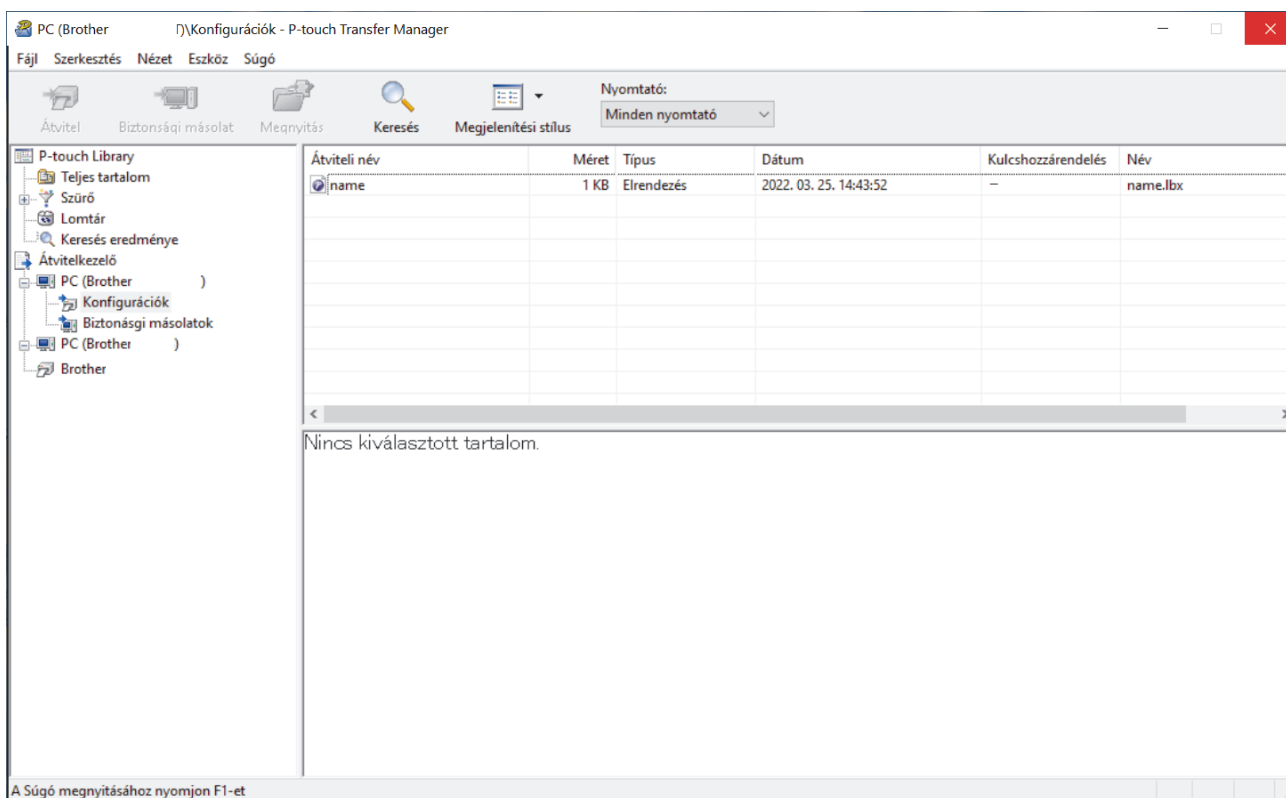 PC (Brother )\Konfigurációk - P-touch Transfer Manager
Fájl Szerkesztés Nézet Eszköz Súgó
Nyomtató:
Minden nyomtató
Átvitel Biztonsági másolat Megnyitás Keresés Megjelenítési stílus
P-touch Library
Teljes tartalom
Szűrő
Lomtár
Keresés eredménye
Átvitelkezelő
PC (Brother )
Konfigurációk
Biztonásgi másolatok
PC (Brother )
Brother
Átviteli név Méret Típus Dátum Kulcshozzárendelés Név
name 1 KB Elrendezés 2022. 03. 25. 14:43:52 – name.lbx
Nincs kiválasztott tartalom.
A Súgó megnyitásához nyomjon F1-et